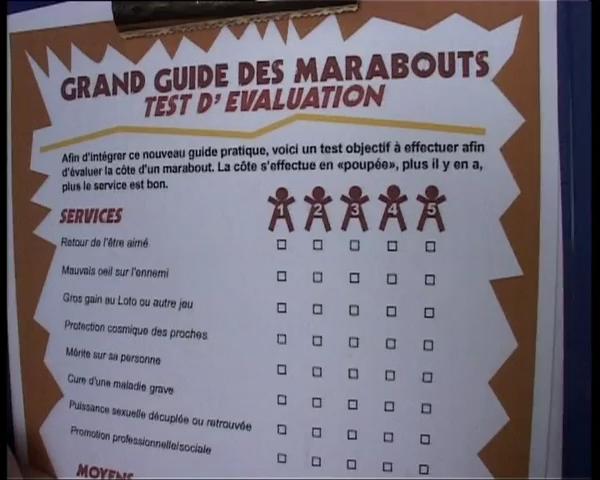 GRAND GUIDE DES MARABOUTS
TEST D'EVALUATION
Afin d'intégrer ce nouveau guide pratique, voici un test objectif à effectuer afin
d'évaluer la côte d'un marabout. La côte s'effectue en «poupée», plus il y en a,
plus le service est bon.
SERVICES 1 2 3 4 5
Retour de l'être aimé
Mauvais oeil sur l'ennemi
Gros gain au Loto ou autre jeu
Protection cosmique des proches
Mérite sur sa personne
Cure d'une maladie grave
Puissance sexuelle décuplée ou retrouvée
Promotion professionnelle/sociale
MOYENS